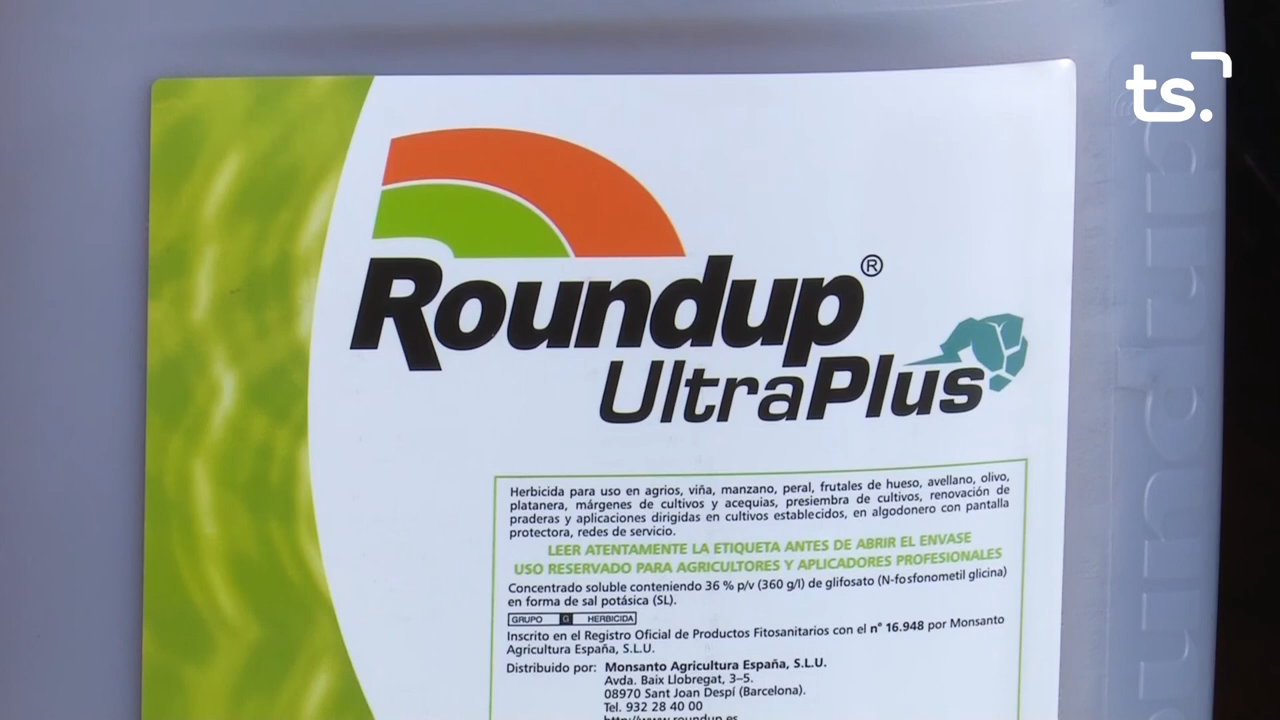 ts.
Roundup®
UltraPlus
Herbicida para uso en agrios, viña, manzano, peral, frutales de hueso, avellano, olivo,
platanera, márgenes de cultivos y acequias, presiembra de cultivos, renovación de
praderas y aplicaciones dirigidas en cultivos establecidos, en algodonero con pantalla
protectora, redes de servicio.
LEER ATENTAMENTE LA ETIQUETA ANTES DE ABRIR EL ENVASE
USO RESERVADO PARA AGRICULTORES Y APLICADORES PROFESIONALES
Concentrado soluble conteniendo 36 % p/v (360 g/l) de glifosato (N-fosfonometil glicina)
en forma de sal potásica (SL).
GRUPO G HERBICIDA
Inscrito en el Registro Oficial de Productos Fitosanitarios con el n° 16.948 por Monsanto
Agricultura España, S.L.U.
Distribuido por: Monsanto Agricultura España, S.L.U.
Avda. Baix Llobregat, 3–5.
08970 Sant Joan Despí (Barcelona).
Tel. 932 28 40 00
http://www.roundup.es